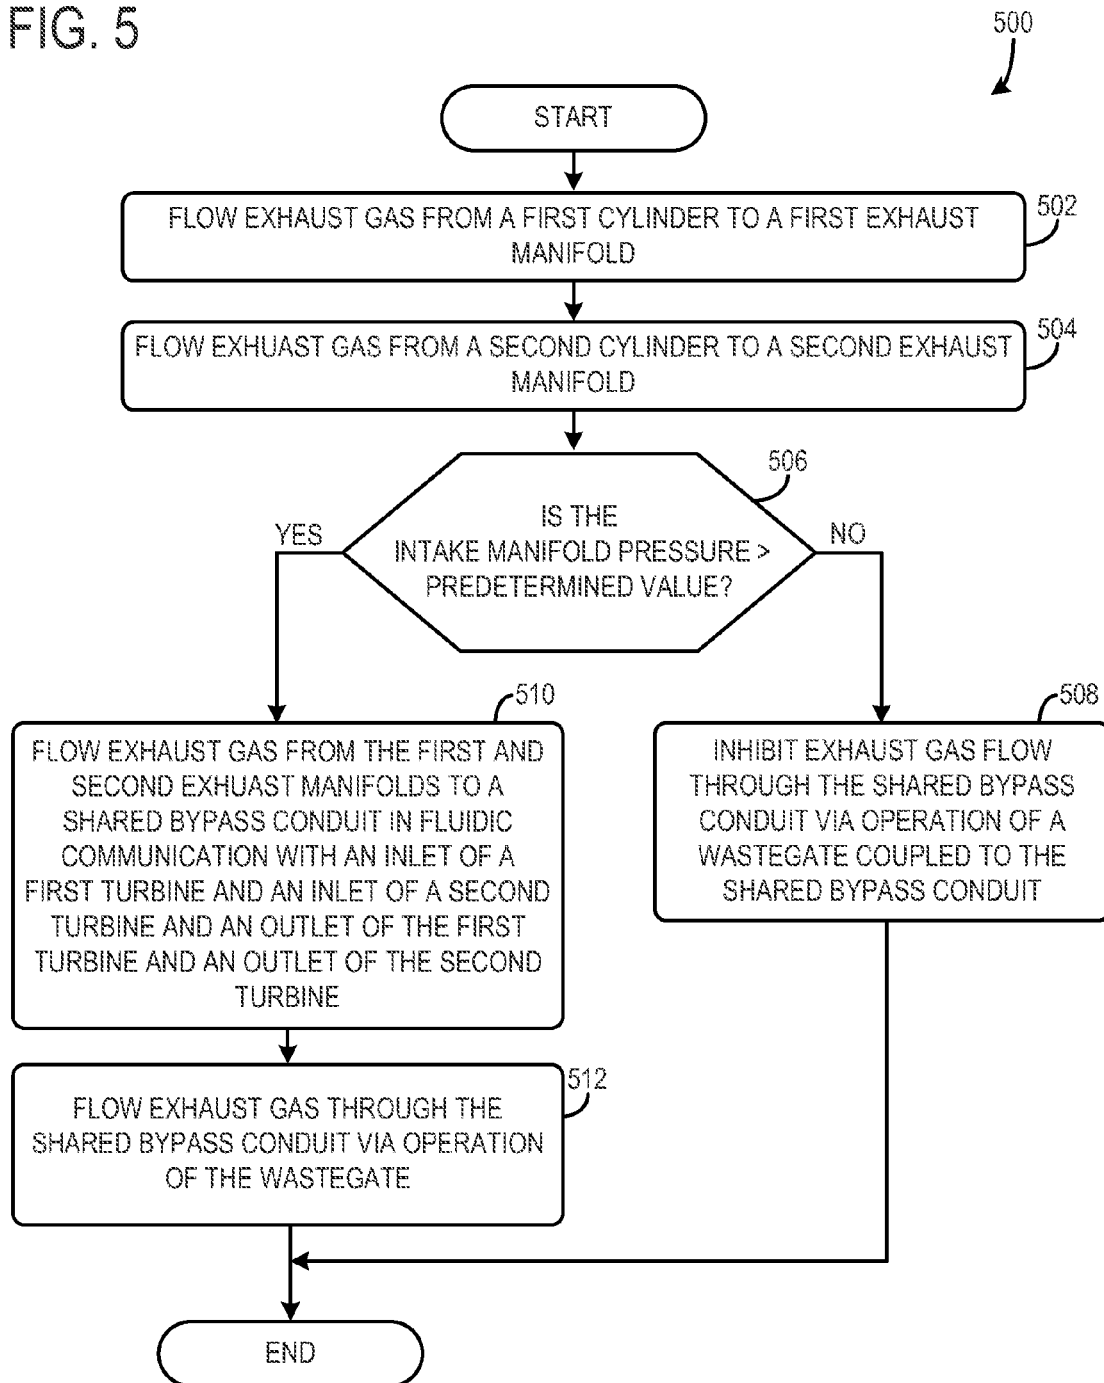 FIG. 5
500
START
FLOW EXHAUST GAS FROM A FIRST CYLINDER TO A FIRST EXHAUST
MANIFOLD
502
FLOW EXHUAST GAS FROM A SECOND CYLINDER TO A SECOND EXHAUST
MANIFOLD
504
506
IS THE
INTAKE MANIFOLD PRESSURE >
PREDETERMINED VALUE?
YES
NO
510
FLOW EXHAUST GAS FROM THE FIRST AND
SECOND EXHUAST MANIFOLDS TO A
SHARED BYPASS CONDUIT IN FLUIDIC
COMMUNICATION WITH AN INLET OF A
FIRST TURBINE AND AN INLET OF A SECOND
TURBINE AND AN OUTLET OF THE FIRST
TURBINE AND AN OUTLET OF THE SECOND
TURBINE
508
INHIBIT EXHAUST GAS FLOW
THROUGH THE SHARED BYPASS
CONDUIT VIA OPERATION OF A
WASTEGATE COUPLED TO THE
SHARED BYPASS CONDUIT
512
FLOW EXHAUST GAS THROUGH THE
SHARED BYPASS CONDUIT VIA OPERATION
OF THE WASTEGATE
END